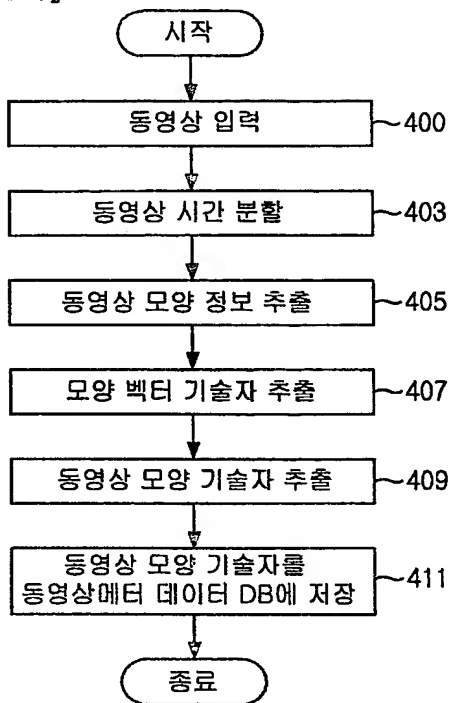 시작
동영상 입력
400
동영상 시간 분할
403
동영상 모양 정보 추출
405
모양 벡터 기술자 추출
407
동영상 모양 기술자 추출
409
동영상 모양 기술자를
동영상메터 데이터 DB에 저장
411
종료